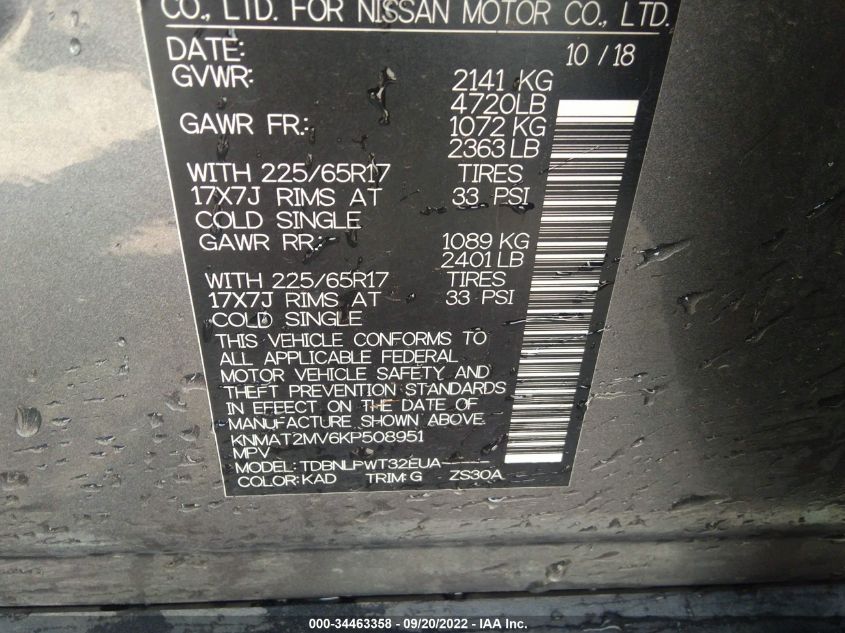 CO., LTD. FOR NISSAN MOTOR CO., LTD.
DATE: 10 / 18
GVWR: 2141 KG
4720LB
GAWR FR: 1072 KG
2363 LB
WITH 225/65R17 TIRES
17X7J RIMS AT 33 PSI
COLD SINGLE
GAWR RR: 1089 KG
2401 LB
WITH 225/65R17 TIRES
17X7J RIMS AT 33 PSI
COLD SINGLE
THIS VEHICLE CONFORMS TO
ALL APPLICABLE FEDERAL
MOTOR VEHICLE SAFETY, AND
THEFT PREVENTION STANDARDS
IN EFFECT ON THE DATE OF
MANUFACTURE SHOWN ABOVE.
KNMAT2MV6KP508951
MPV
MODEL: TDBNLPWT32EUA-----
COLOR: KAD TRIM: G ZS30A
000-34463358 - 09/20/2022 - IAA Inc.